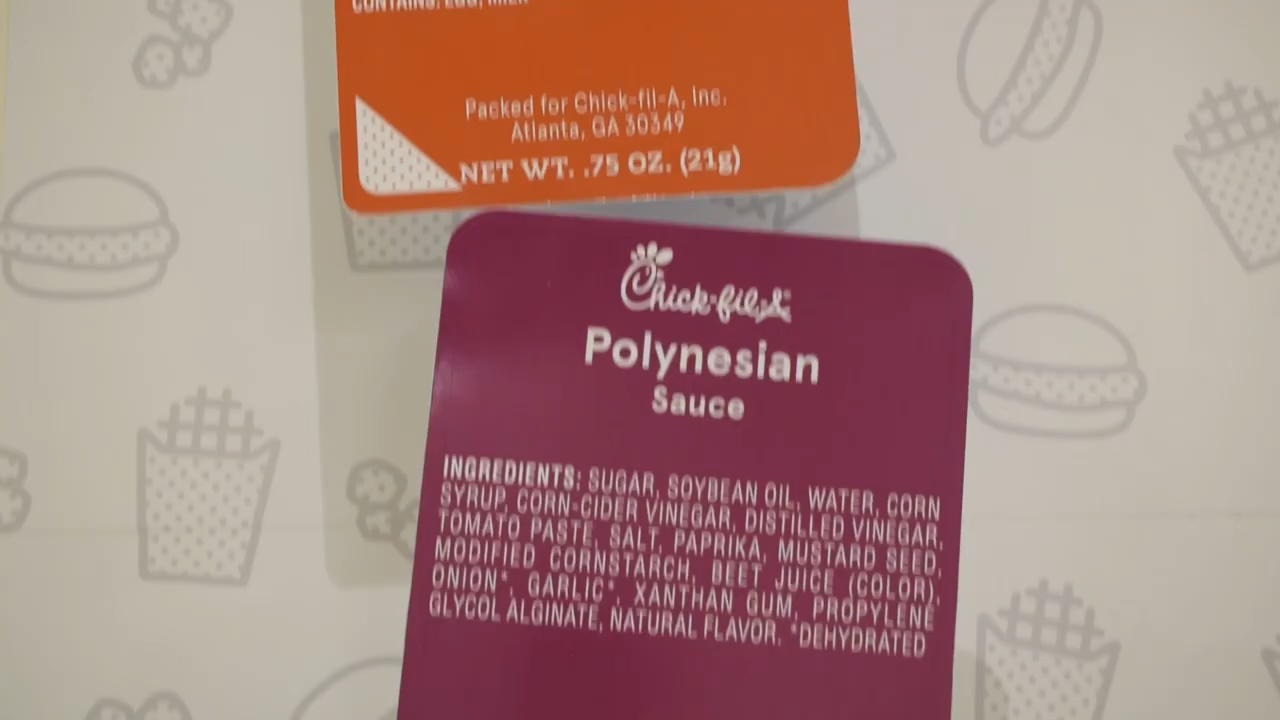 CONTAINS: EGG, MILK
Packed for Chick-fil-A, Inc.
Atlanta, GA 30349
NET WT. .75 OZ. (21g)
Chick-fil-A
Polynesian
Sauce
INGREDIENTS: SUGAR, SOYBEAN OIL, WATER, CORN
SYRUP, CORN-CIDER VINEGAR, DISTILLED VINEGAR,
TOMATO PASTE, SALT, PAPRIKA, MUSTARD SEED,
MODIFIED CORNSTARCH, BEET JUICE (COLOR),
ONION*, GARLIC*, XANTHAN GUM, PROPYLENE
GLYCOL ALGINATE, NATURAL FLAVOR. *DEHYDRATED